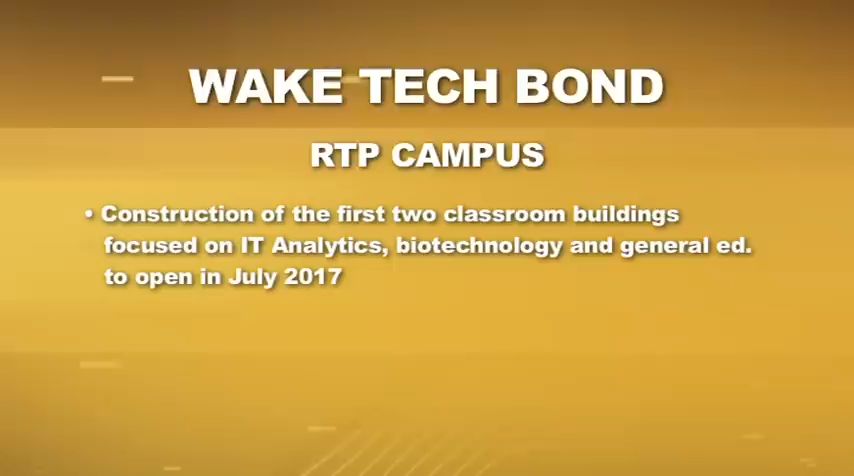 WAKE TECH BOND
RTP CAMPUS
• Construction of the first two classroom buildings
focused on IT Analytics, biotechnology and general ed.
to open in July 2017